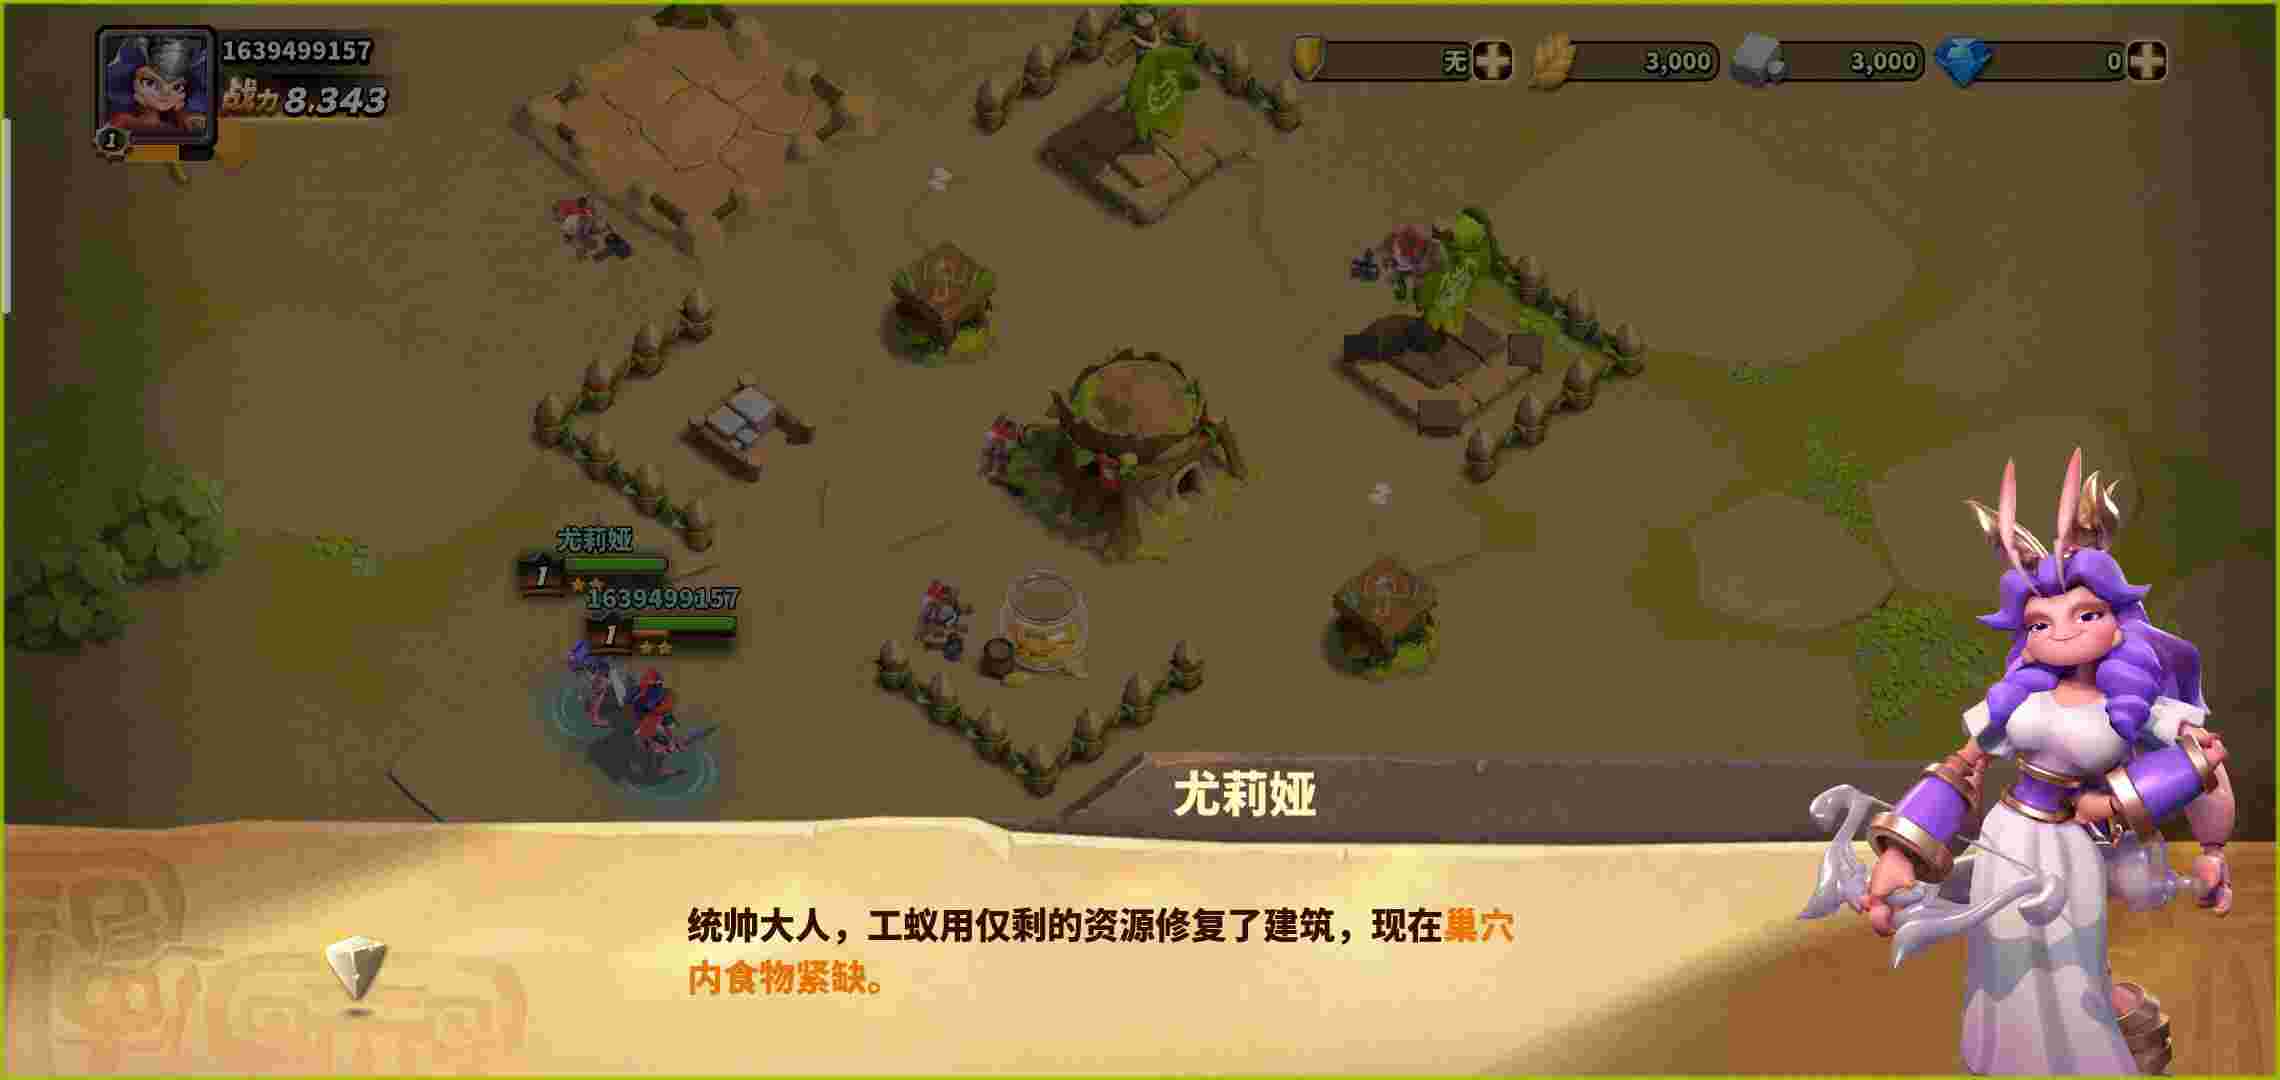 1639499157
战力 8,343
1
无
3,000
3,000
0
尤莉娅
1
1639499157
1
尤莉娅
统帅大人，工蚁用仅剩的资源修复了建筑，现在巢穴
内食物紧缺。